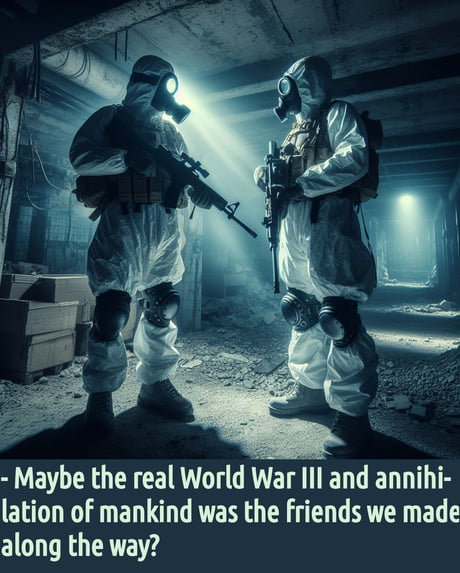 - Maybe the real World War III and annihi-
lation of mankind was the friends we made
along the way?